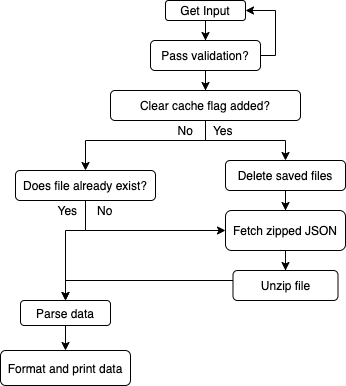 Get Input
Pass validation?
Clear cache flag added?
No Yes
Does file already exist?
Delete saved files
Yes No
Fetch zipped JSON
Unzip file
Parse data
Format and print data